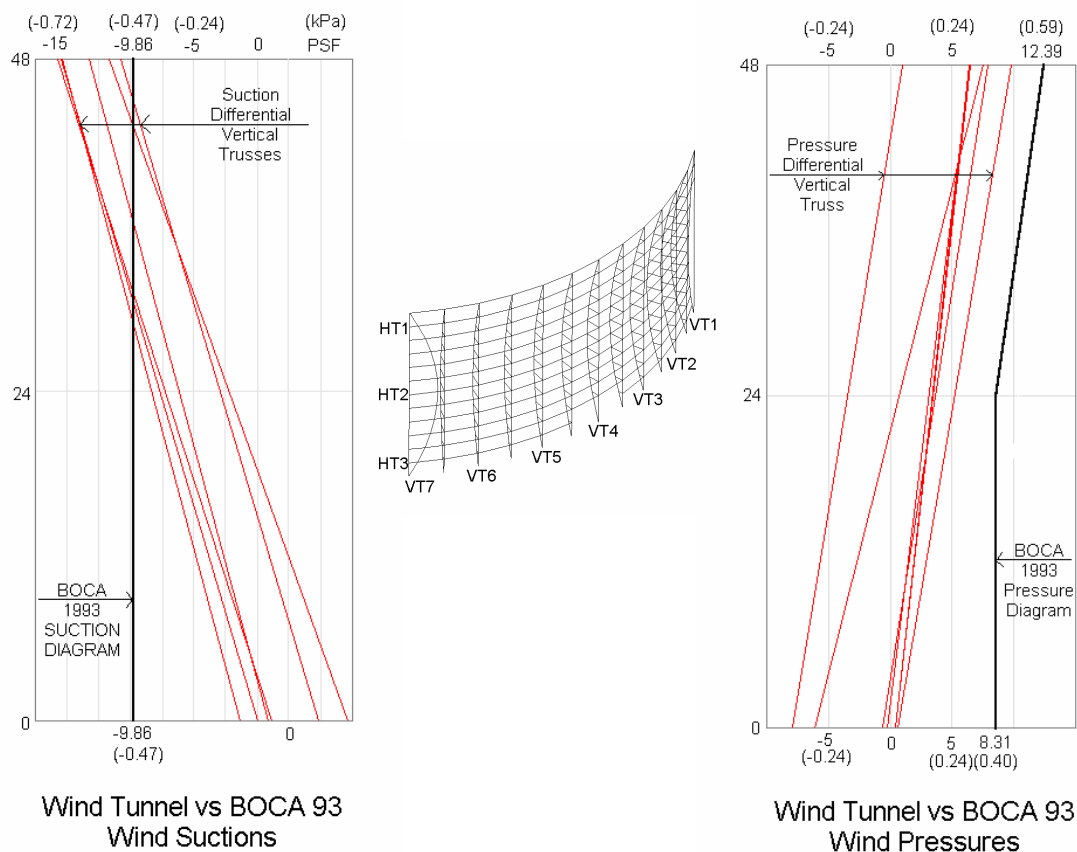 (-0.72) (-0.47) (-0.24) (kPa)
-15 -9.86 -5 0 PSF
48
Suction
Differential
Vertical
Trusses
24
BOCA
1993
SUCTION
DIAGRAM
0
-9.86 0
(-0.47)
Wind Tunnel vs BOCA 93
Wind Suctions
HT1
HT2
HT3
VT1
VT2
VT3
VT4
VT5
VT6
VT7
(-0.24) (0.24) (0.59)
-5 0 5 12.39
48
Pressure
Differential
Vertical
Truss
24
BOCA
1993
Pressure
Diagram
0
-5 0 5 8.31
(-0.24) (0.24)(0.40)
Wind Tunnel vs BOCA 93
Wind Pressures